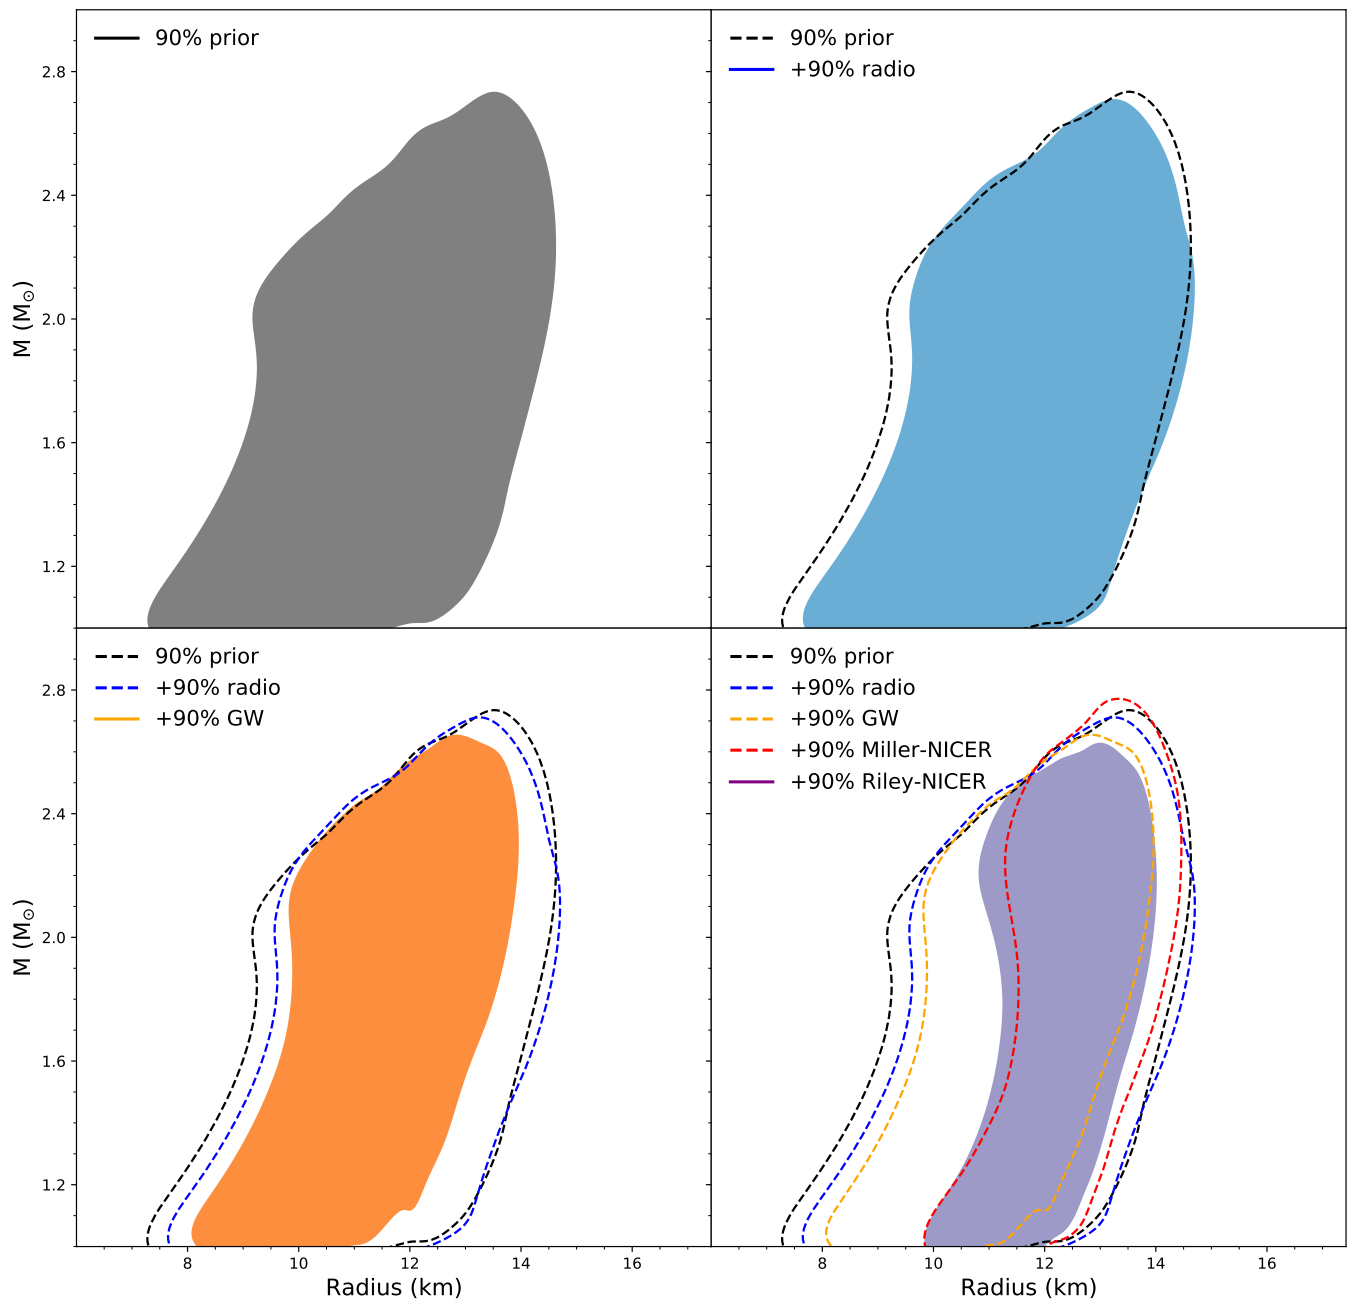 90% prior
2.8
2.4
2.0
1.6
1.2
M (M⊙)
90% prior
+90% radio
90% prior
+90% radio
+90% GW
2.8
2.4
2.0
1.6
1.2
M (M⊙)
8 10 12 14 16
Radius (km)
90% prior
+90% radio
+90% GW
+90% Miller-NICER
+90% Riley-NICER
8 10 12 14 16
Radius (km)